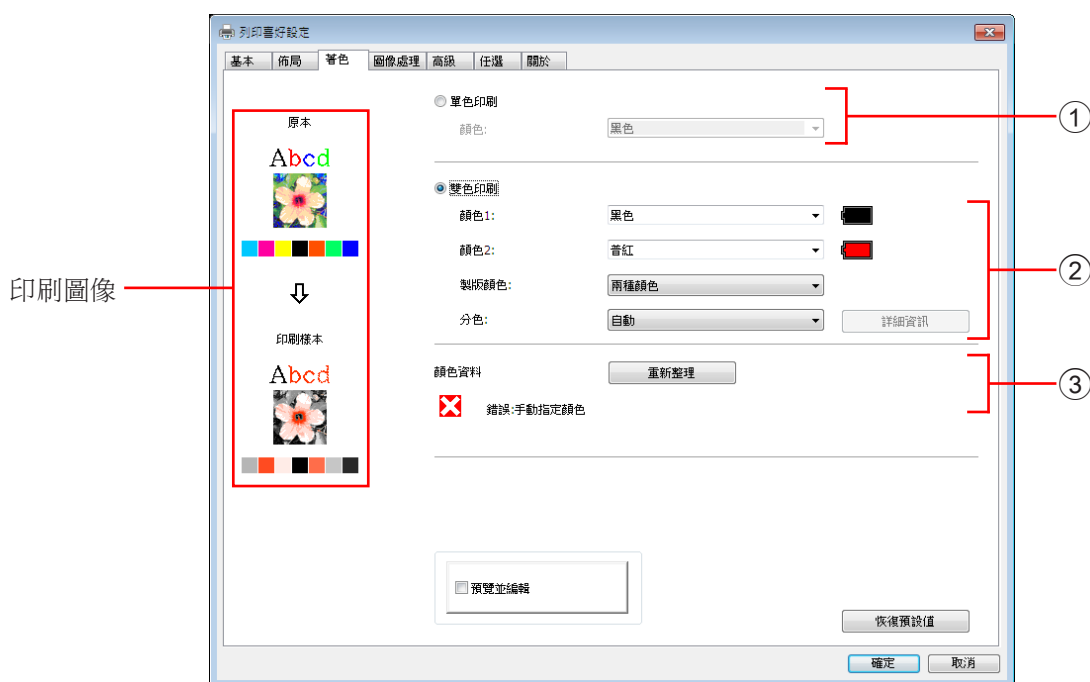 列印喜好設定
基本 佈局 著色 圖像處理 高級 任選 關於
原本
Abcd
印刷樣本
Abcd
印刷圖像
單色印刷
顏色: 黑色
雙色印刷
顏色1: 黑色
顏色2: 普紅
製版顏色: 兩種顏色
分色: 自動 詳細資訊
顏色資料 重新整理
錯誤:手動指定顏色
預覽並編輯
恢復預設值
確定 取消
①
②
③